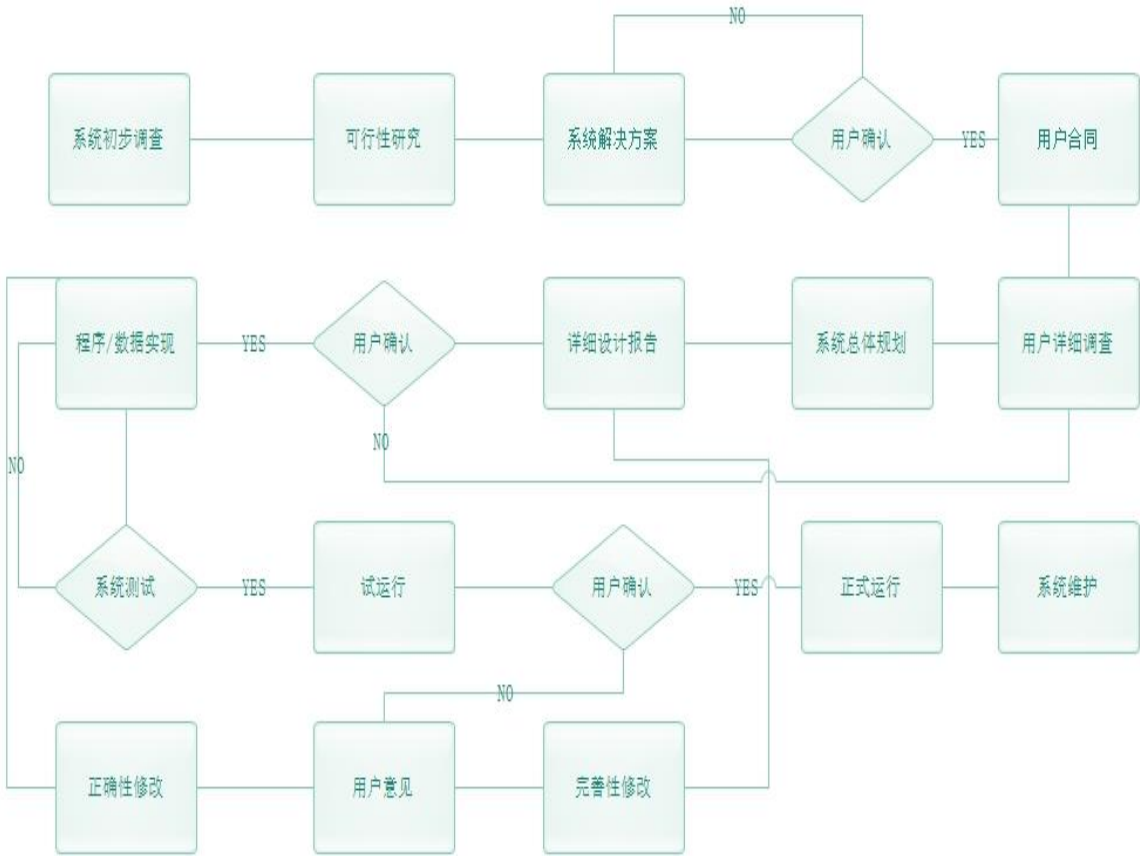 NO
系统初步调查
可行性研究
系统解决方案
用户确认
YES
用户合同
程序/数据实现
YES
用户确认
详细设计报告
系统总体规划
用户详细调查
NO
NO
系统测试
YES
试运行
用户确认
YES
正式运行
系统维护
NO
正确性修改
用户意见
完善性修改